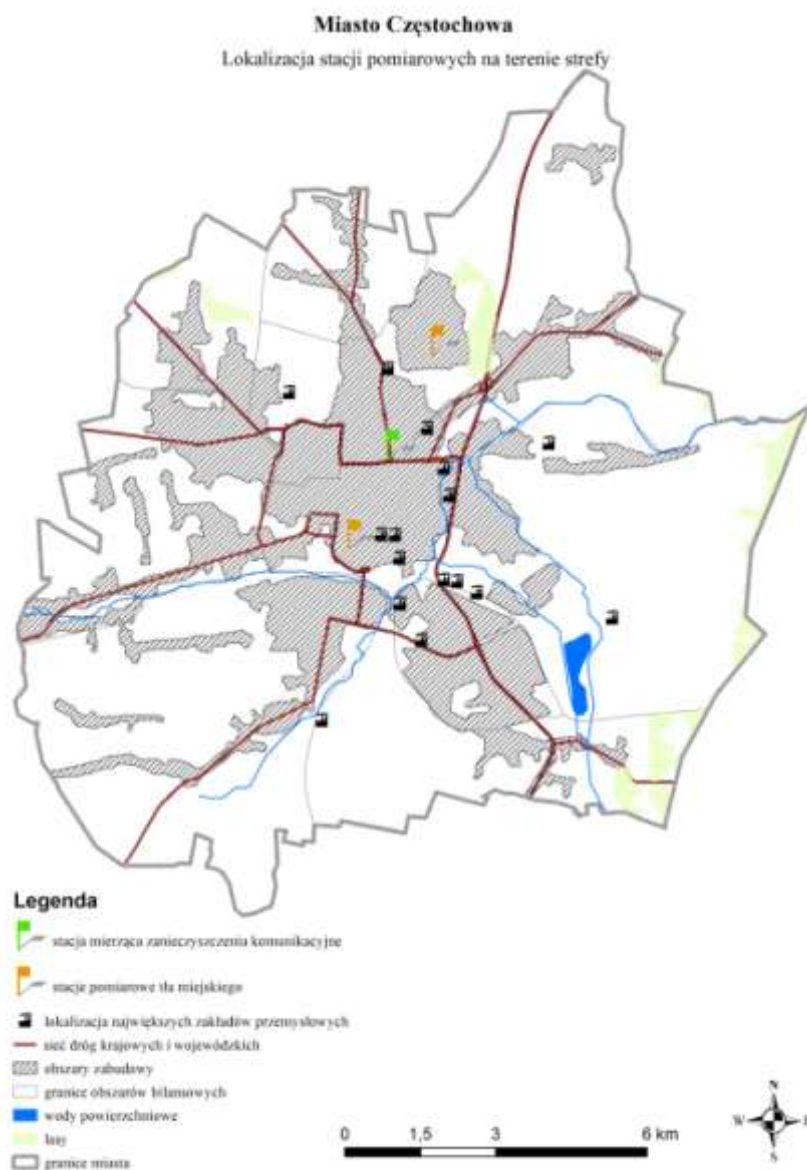 Miasto Częstochowa
Lokalizacja stacji pomiarowych na terenie strefy
Legenda
stacja mierząca zanieczyszczenia komunikacyjne
stacje pomiarowe tła miejskiego
lokalizacja największych zakładów przemysłowych
sieć dróg krajowych i wojewódzkich
obszary zabudowy
granice obszarów bilansowych
wody powierzchniowe
lasy
granice miasta
0 1,5 3 6 km
N
W E
S